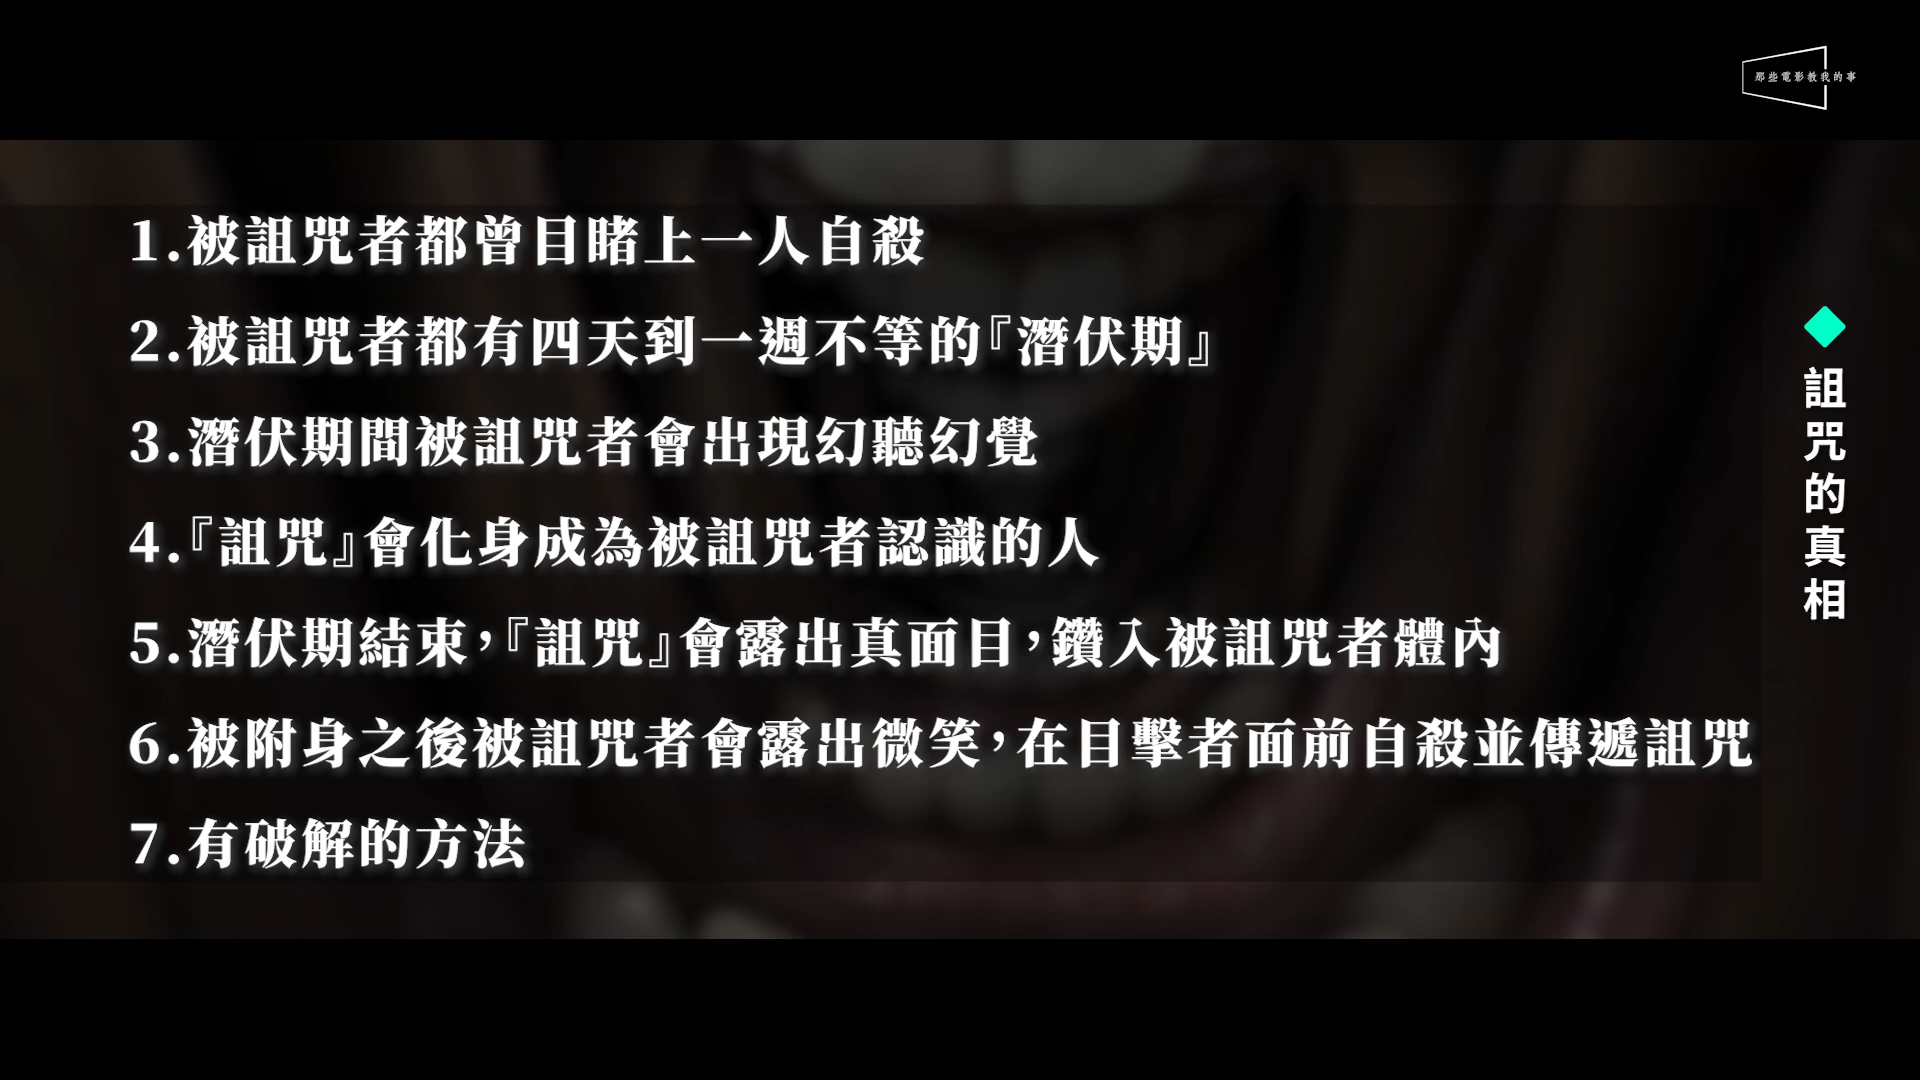 那些電影教我的事
1.被詛咒者都曾目睹上一人自殺
2.被詛咒者都有四天到一週不等的『潛伏期』
3.潛伏期間被詛咒者會出現幻聽幻覺
4.『詛咒』會化身成為被詛咒者認識的人
5.潛伏期結束，『詛咒』會露出真面目，鑽入被詛咒者體內
6.被附身之後被詛咒者會露出微笑，在目擊者面前自殺並傳遞詛咒
7.有破解的方法
詛咒的真相